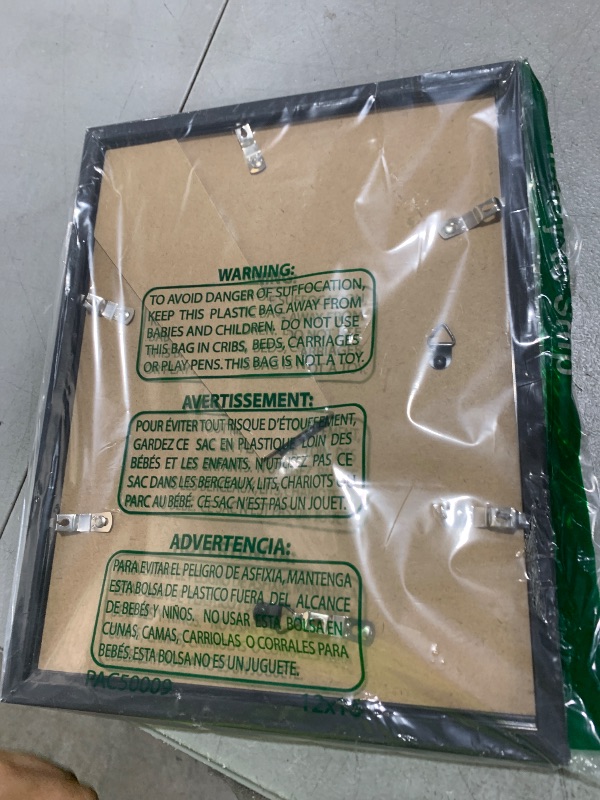 WARNING:
TO AVOID DANGER OF SUFFOCATION,
KEEP THIS PLASTIC BAG AWAY FROM
BABIES AND CHILDREN. DO NOT USE
THIS BAG IN CRIBS, BEDS, CARRIAGES
OR PLAY PENS. THIS BAG IS NOT A TOY.
AVERTISSEMENT:
POUR ÉVITER TOUT RISQUE D'ÉTOUFFEMENT,
GARDEZ CE SAC EN PLASTIQUE LOIN DES
BÉBÉS ET LES ENFANTS. N'UTILISEZ PAS CE
SAC DANS LES BERCEAUX, LITS, CHARIOTS
PARC AU BÉBÉ. CE SAC N'EST PAS UN JOUET.
ADVERTENCIA:
PARA EVITAR EL PELIGRO DE ASFIXIA, MANTENGA
ESTA BOLSA DE PLASTICO FUERA DEL ALCANCE
DE BEBÉS Y NIÑOS. NO USAR ESTA BOLSA EN
CUNAS, CAMAS, CARRIOLAS O CORRALES PARA
BEBÉS. ESTA BOLSA NO ES UN JUGUETE.
PAC50009